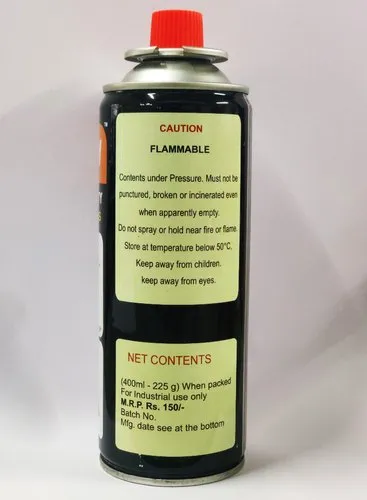 CAUTION
FLAMMABLE
Contents under Pressure. Must not be
punctured, broken or incinerated even
when apparently empty.
Do not spray or hold near fire or flame.
Store at temperature below 50°C.
Keep away from children.
keep away from eyes.
NET CONTENTS
(400ml - 225 g) When packed
For Industrial use only
M.R.P. Rs. 150/-
Batch No.
Mfg. date see at the bottom